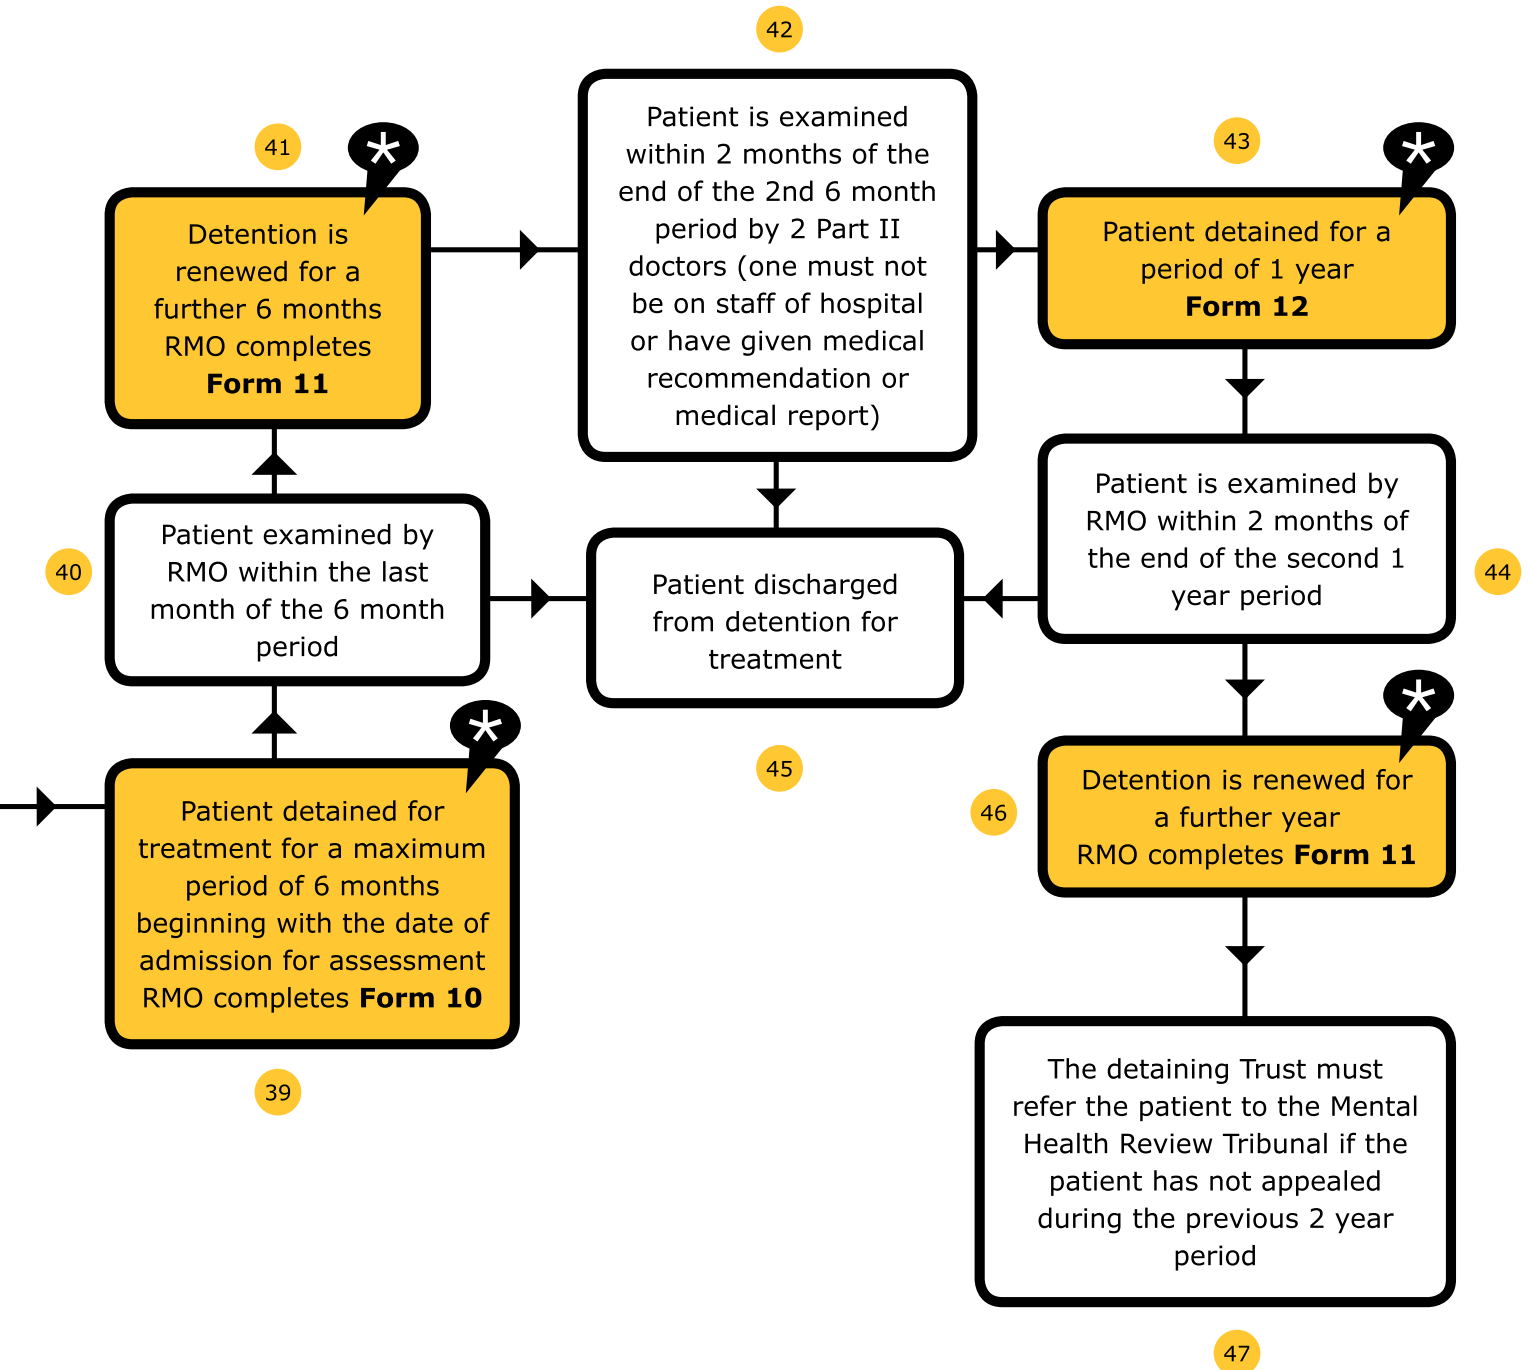 42
Patient is examined
within 2 months of the
end of the 2nd 6 month
period by 2 Part II
doctors (one must not
be on staff of hospital
or have given medical
recommendation or
medical report)
41
*
Detention is
renewed for a
further 6 months
RMO completes
Form 11
43
*
Patient detained for a
period of 1 year
Form 12
40
Patient examined by
RMO within the last
month of the 6 month
period
Patient discharged
from detention for
treatment
45
Patient is examined by
RMO within 2 months of
the end of the second 1
year period
44
*
Patient detained for
treatment for a maximum
period of 6 months
beginning with the date of
admission for assessment
RMO completes Form 10
39
46
*
Detention is renewed for
a further year
RMO completes Form 11
The detaining Trust must
refer the patient to the Mental
Health Review Tribunal if the
patient has not appealed
during the previous 2 year
period
47